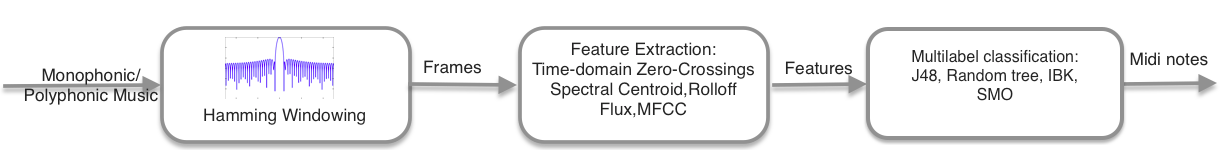 Monophonic/
Polyphonic Music
Hamming Windowing
Frames
Feature Extraction:
Time-domain Zero-Crossings
Spectral Centroid,Rolloff
Flux,MFCC
Features
Multilabel classification:
J48, Random tree, IBK,
SMO
Midi notes